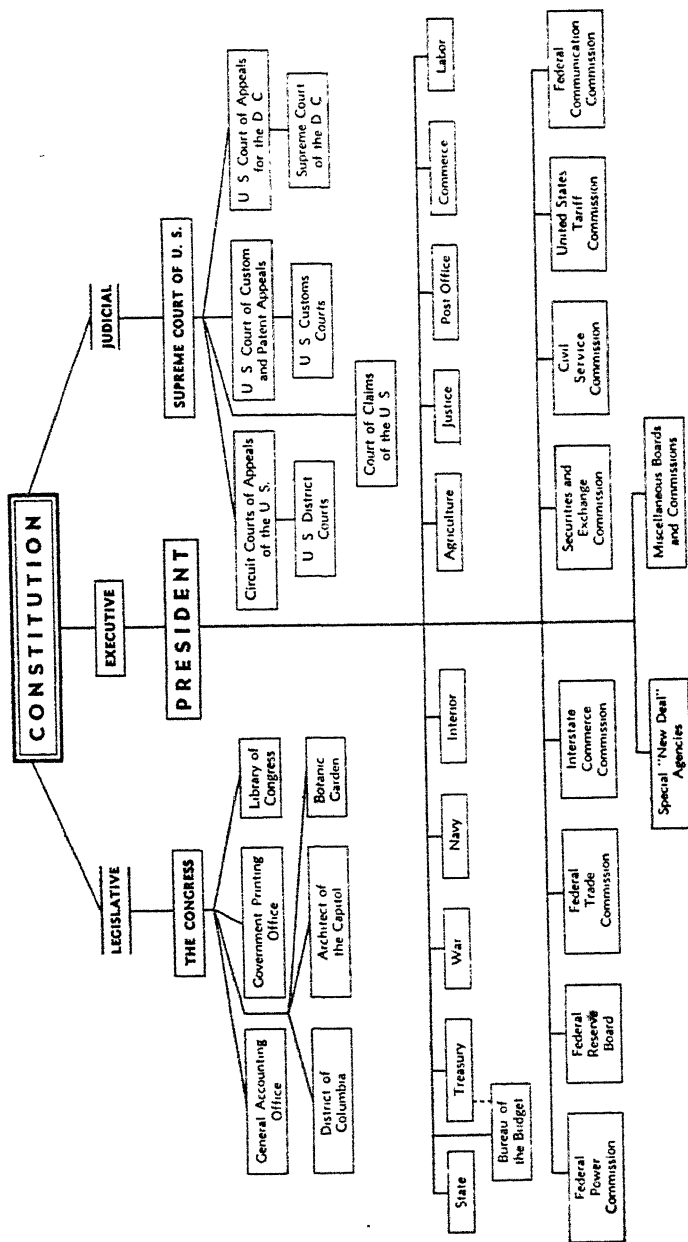 CONSTITUTION
LEGISLATIVE
EXECUTIVE
JUDICIAL
THE CONGRESS
PRESIDENT
SUPREME COURT OF U. S.
General Accounting
Office
Government Printing
Office
Library of
Congress
District of
Columbia
Architect of
the Capitol
Botanic
Garden
Circuit Courts of Appeals
of the U. S.
U S Court of Custom
and Patent Appeals
U S Court of Appeals
for the D C
U S District
Courts
U S Customs
Courts
Supreme Court
of the D C
Court of Claims
of the U S
State
Treasury
War
Navy
Interior
Agriculture
Justice
Post Office
Commerce
Labor
Bureau of
the Budget
Federal
Power
Commission
Federal
Reserve
Board
Federal
Trade
Commission
Interstate
Commerce
Commission
Securities and
Exchange
Commission
Civil
Service
Commission
United States
Tariff
Commission
Federal
Communication
Commission
Special "New Deal"
Agencies
Miscellaneous Boards
and Commissions